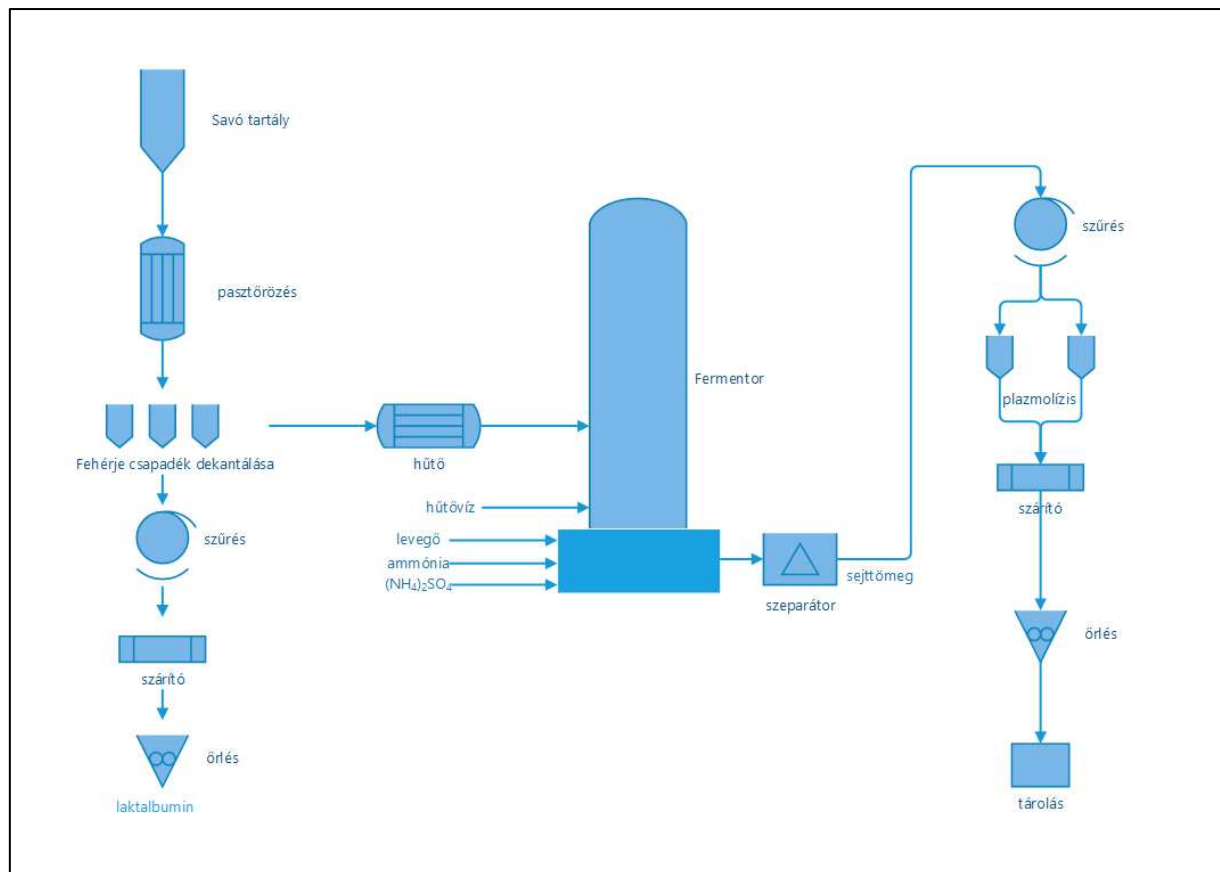 Savó tartály
pasztőrözés
Fehérje csapadék dekantálása
szűrés
szárító
őrlés
laktalbumin
hűtő
Fermentor
hűtővíz
levegő
ammónia
(NH₄)₂SO₄
szeparátor
sejttömeg
szűrés
plazmolízis
szárító
őrlés
tárolás